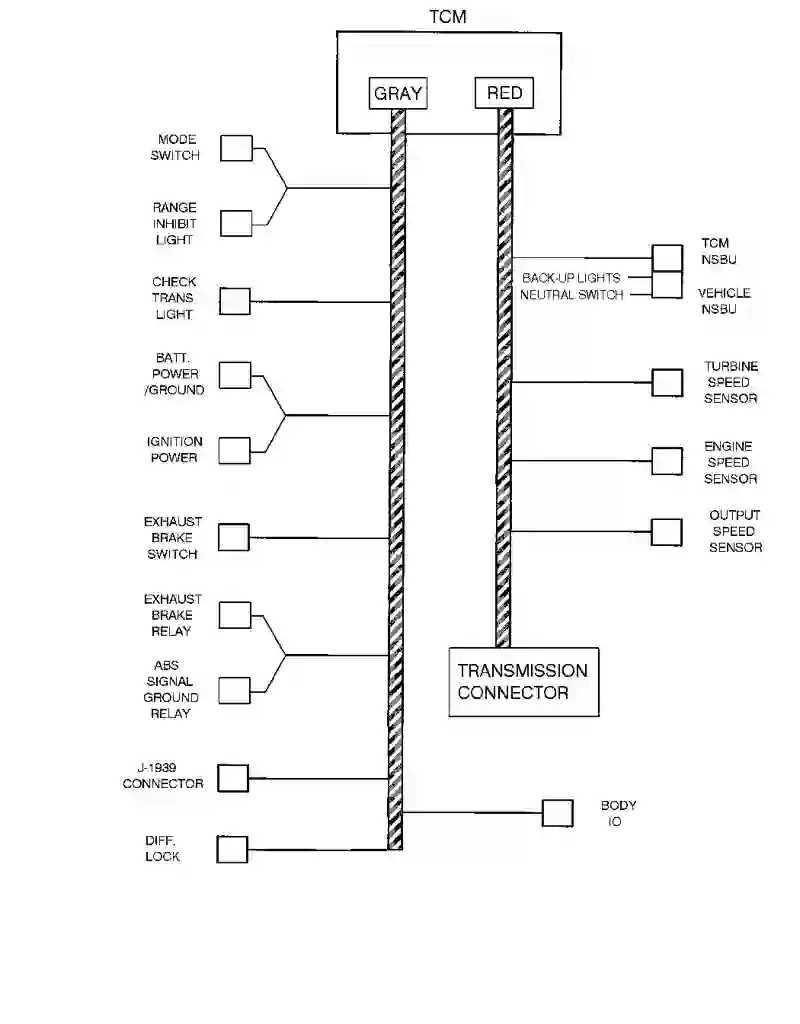 TCM
GRAY
RED
MODE
SWITCH
RANGE
INHIBIT
LIGHT
CHECK
TRANS
LIGHT
BATT.
POWER
/GROUND
IGNITION
POWER
EXHAUST
BRAKE
SWITCH
EXHAUST
BRAKE
RELAY
ABS
SIGNAL
GROUND
RELAY
J-1939
CONNECTOR
DIFF.
LOCK
TCM
NSBU
BACK-UP LIGHTS
NEUTRAL SWITCH
VEHICLE
NSBU
TURBINE
SPEED
SENSOR
ENGINE
SPEED
SENSOR
OUTPUT
SPEED
SENSOR
TRANSMISSION
CONNECTOR
BODY
IO